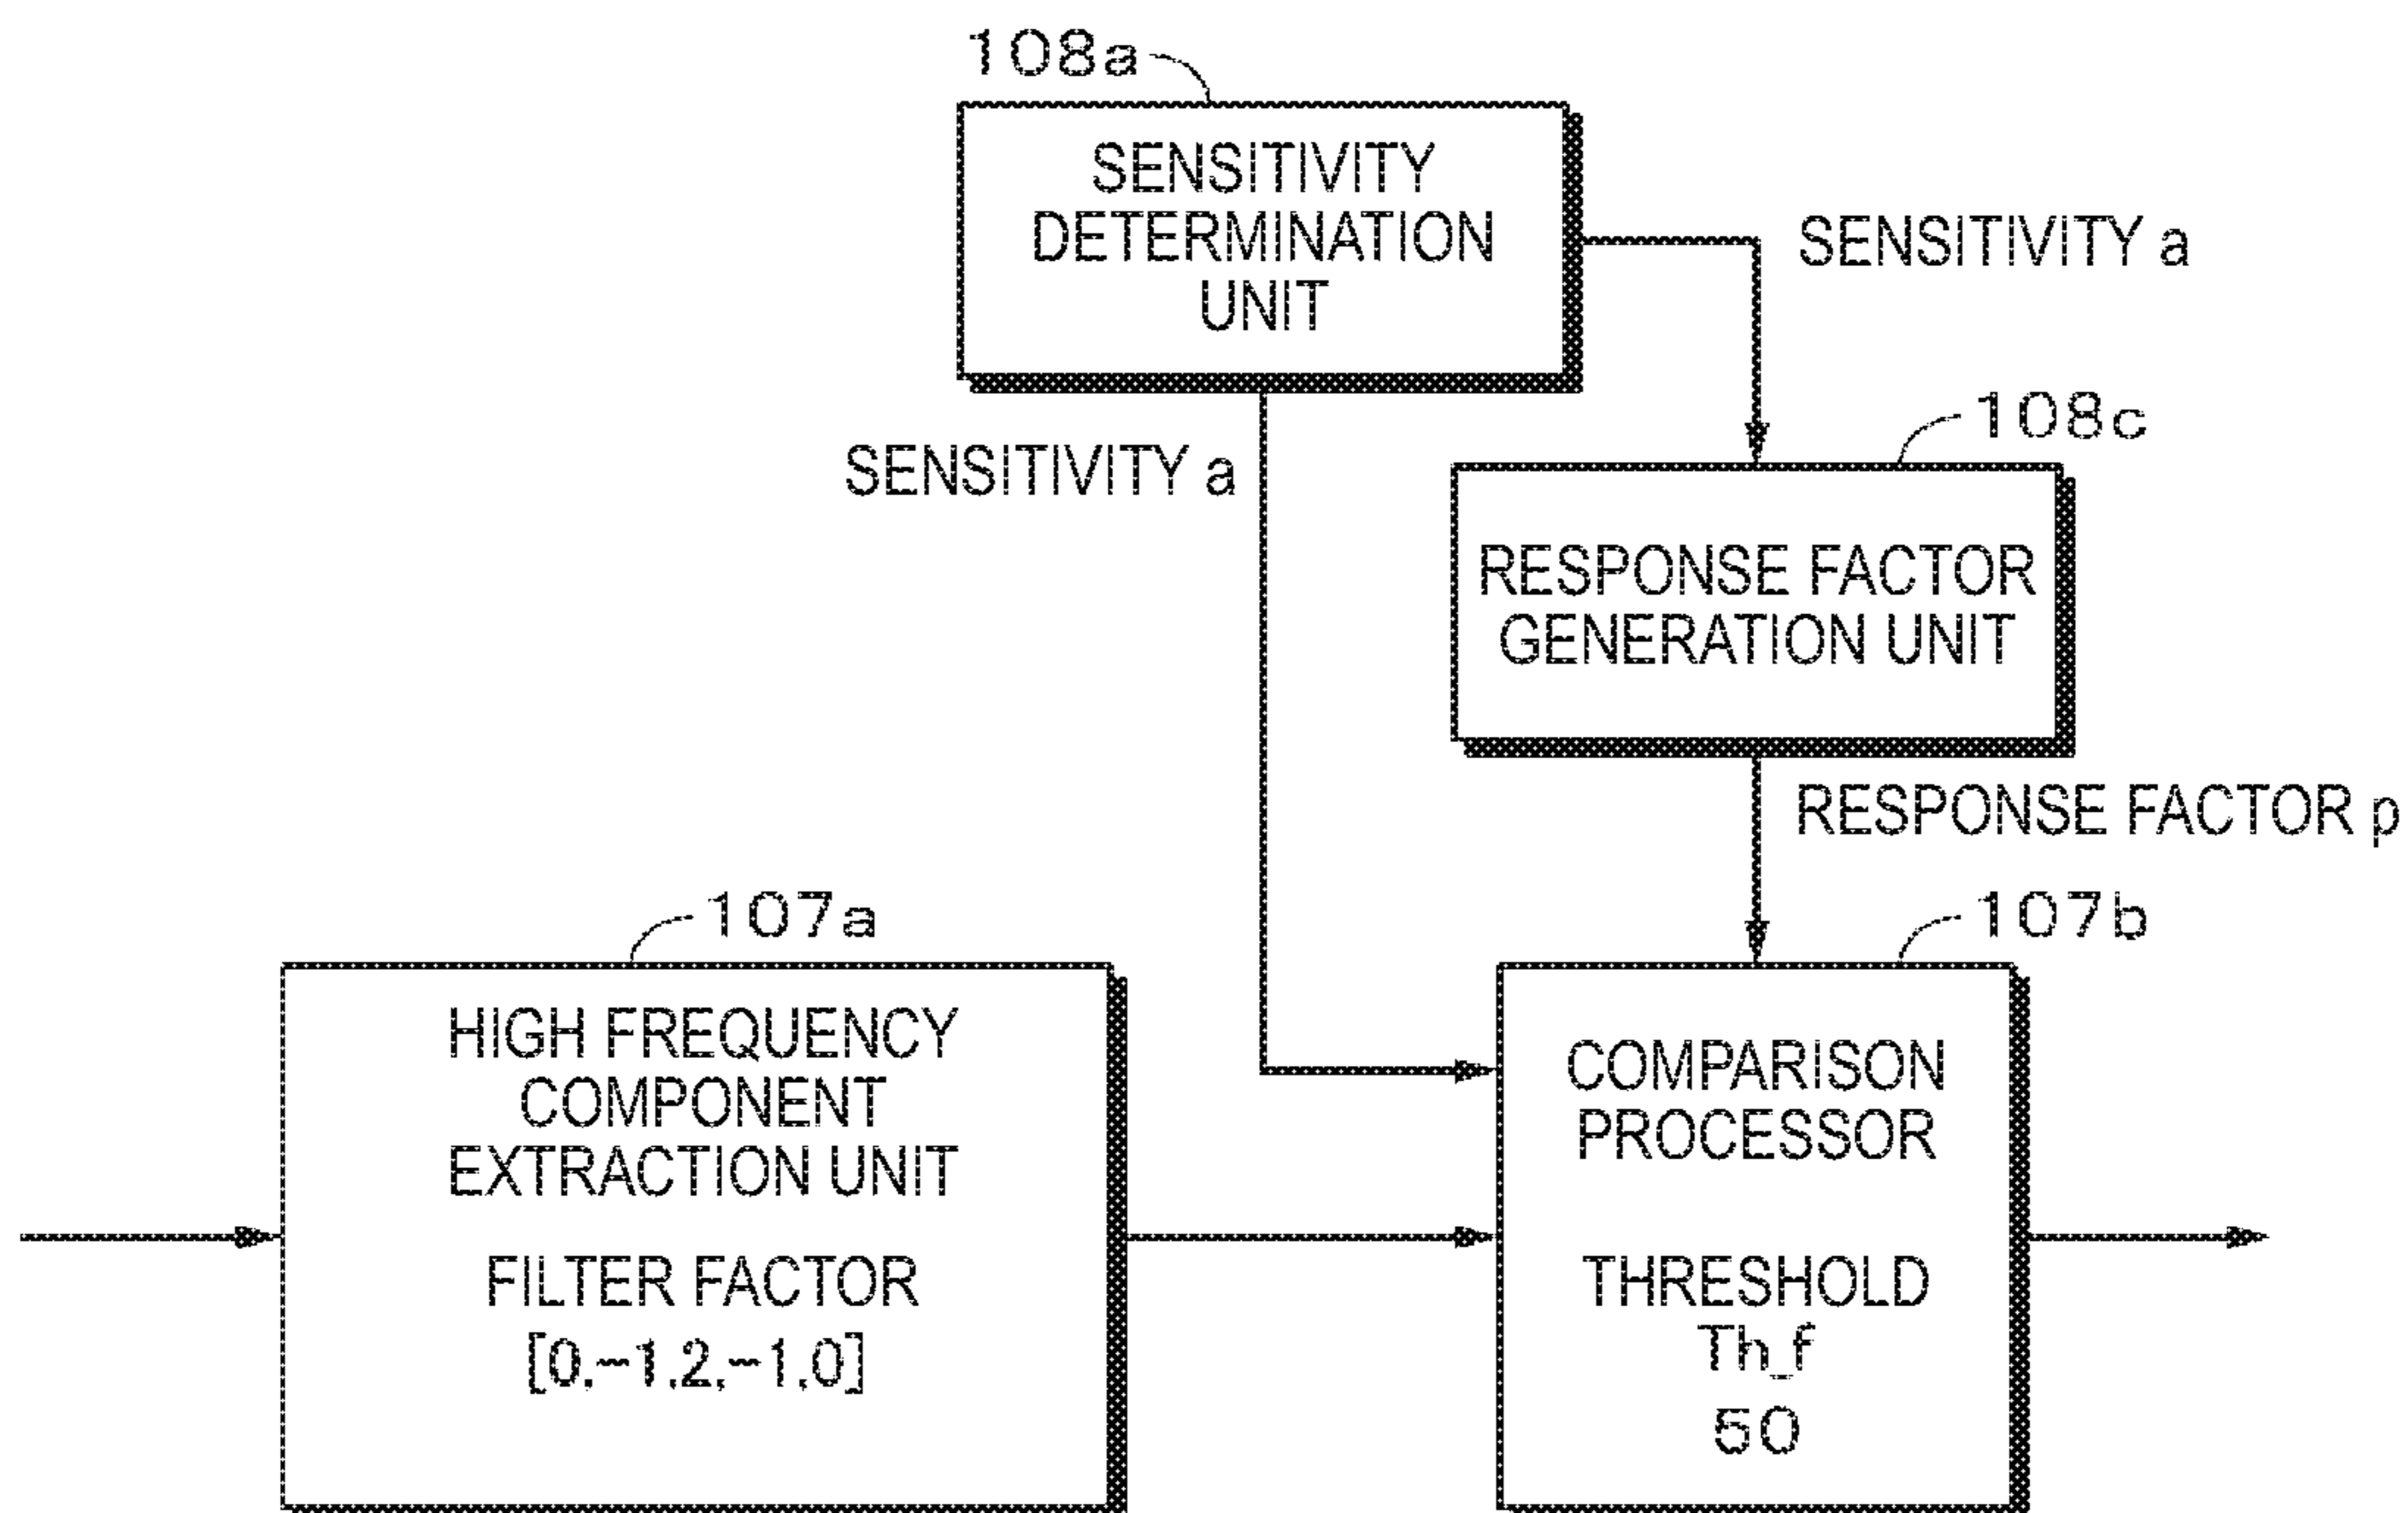 108a
SENSITIVITY
DETERMINATION
UNIT
SENSITIVITY a
SENSITIVITY a
108c
RESPONSE FACTOR
GENERATION UNIT
RESPONSE FACTOR p
107a
HIGH FREQUENCY
COMPONENT
EXTRACTION UNIT
FILTER FACTOR
[0,-1,2,-1,0]
107b
COMPARISON
PROCESSOR
THRESHOLD
Th_f
50